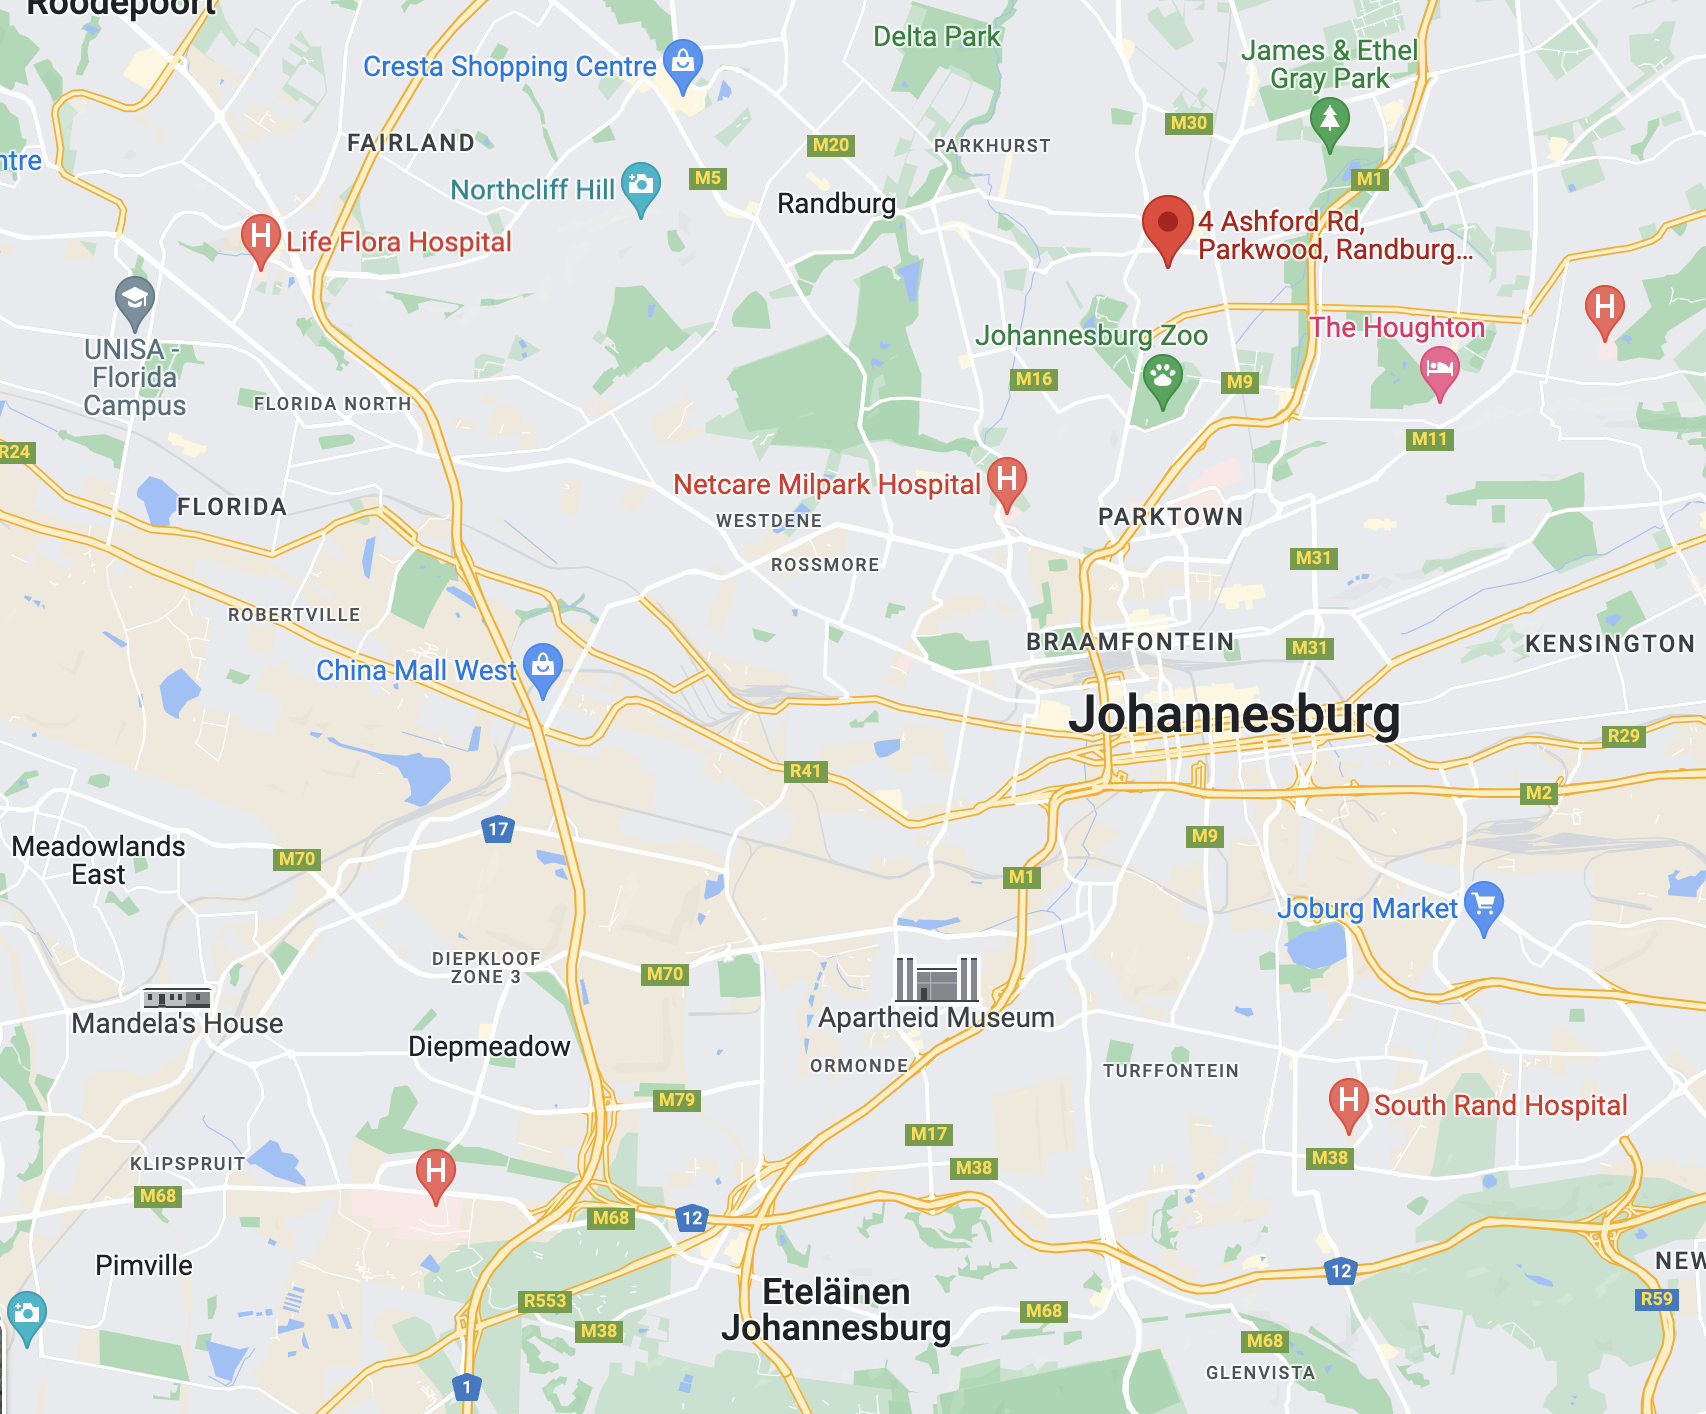 Roodepoort
Delta Park
James & Ethel
Gray Park
Cresta Shopping Centre
M30
FAIRLAND
M20
PARKHURST
ntre
M5
M1
Northcliff Hill
Randburg
4 Ashford Rd,
Parkwood, Randburg...
H
Life Flora Hospital
H
The Houghton
Johannesburg Zoo
UNISA -
Florida
Campus
M16
M9
FLORIDA NORTH
M11
R24
Netcare Milpark Hospital
H
FLORIDA
WESTDENE
PARKTOWN
M31
ROSSMORE
ROBERTVILLE
BRAAMFONTEIN
M31
KENSINGTON
China Mall West
Johannesburg
R29
R41
M2
17
M9
Meadowlands
East
M70
M1
Joburg Market
DIEPKLOOF
ZONE 3
M70
Mandela's House
Apartheid Museum
Diepmeadow
ORMONDE
TURFFONTEIN
M79
H
South Rand Hospital
M17
M38
M38
KLIPSPRUIT
H
M68
M68
12
Pimville
NEW
12
Eteläinen
Johannesburg
R553
M38
M68
R59
M68
GLENVISTA
1